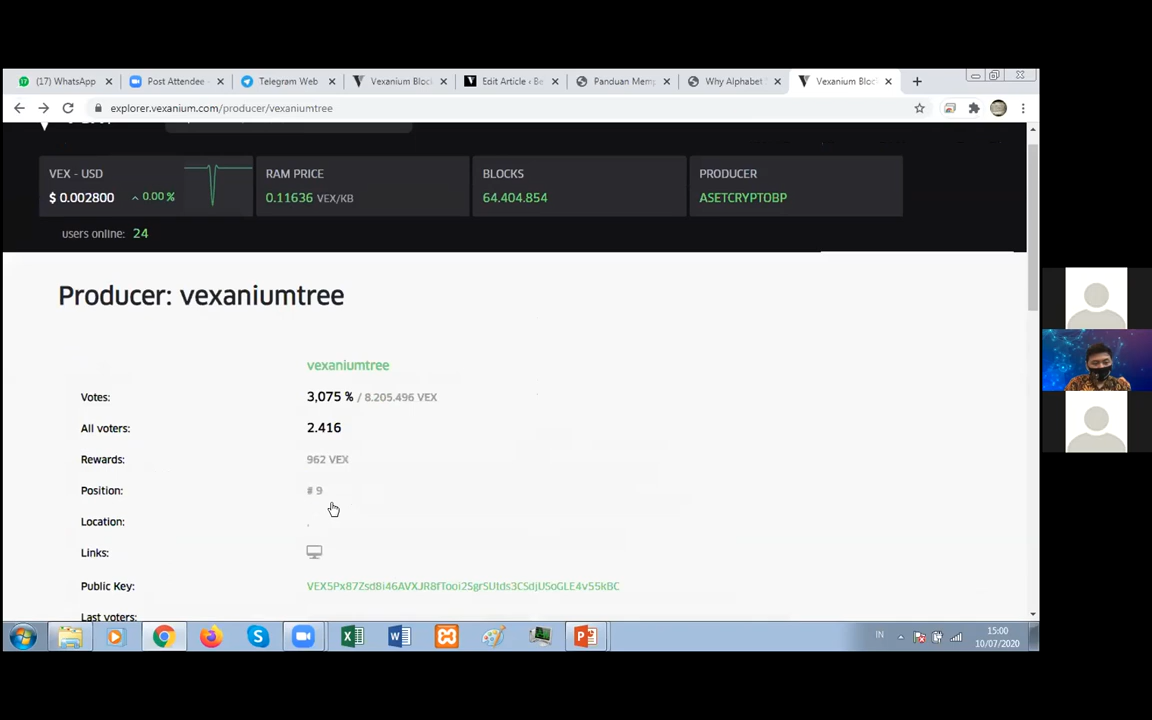 (17) WhatsApp
Post Attendee
Telegram Web
Vexanium Bloc
Edit Article ‹ Be
Panduan Memp
Why Alphabet
Vexanium Bloc
explorer.vexanium.com/producer/vexaniumtree
VEX - USD
$ 0.002800 0.00 %
RAM PRICE
0.11636 VEX/KB
BLOCKS
64.404.854
PRODUCER
ASETCRYPTOBP
users online: 24
Producer: vexaniumtree
vexaniumtree
Votes: 3,075 % / 8.205.496 VEX
All voters: 2.416
Rewards: 962 VEX
Position: # 9
Location: ,
Links:
Public Key:
Last voters:
IN
15:00
10/07/2020